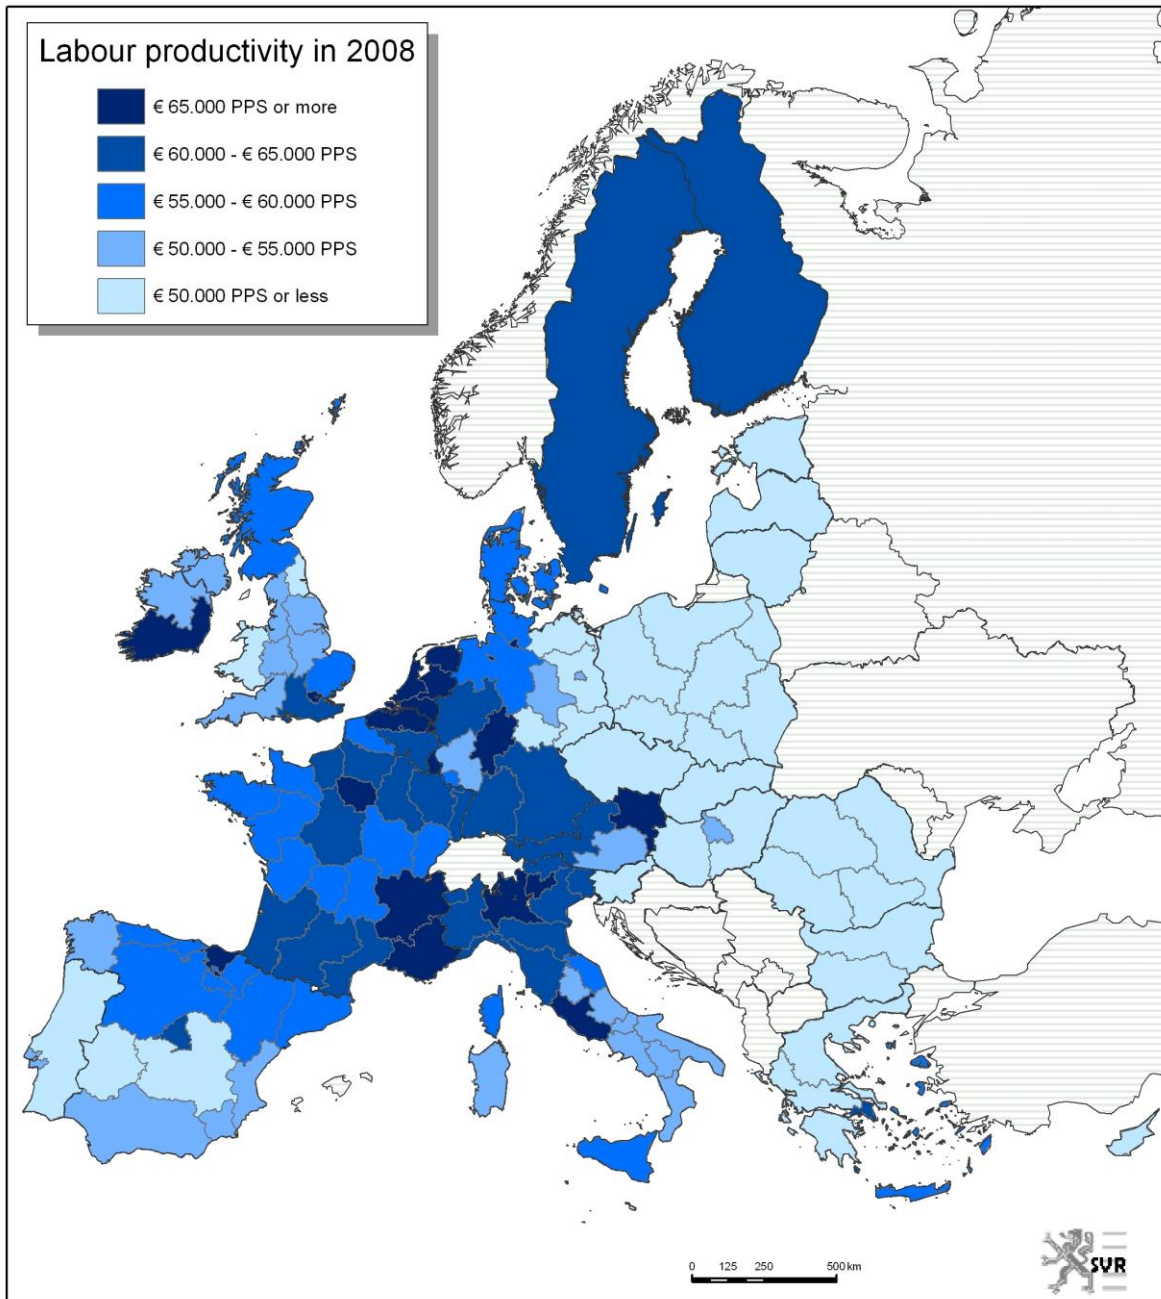 Labour productivity in 2008
€ 65.000 PPS or more
€ 60.000 - € 65.000 PPS
€ 55.000 - € 60.000 PPS
€ 50.000 - € 55.000 PPS
€ 50.000 PPS or less
0 125 250 500 km
SVR